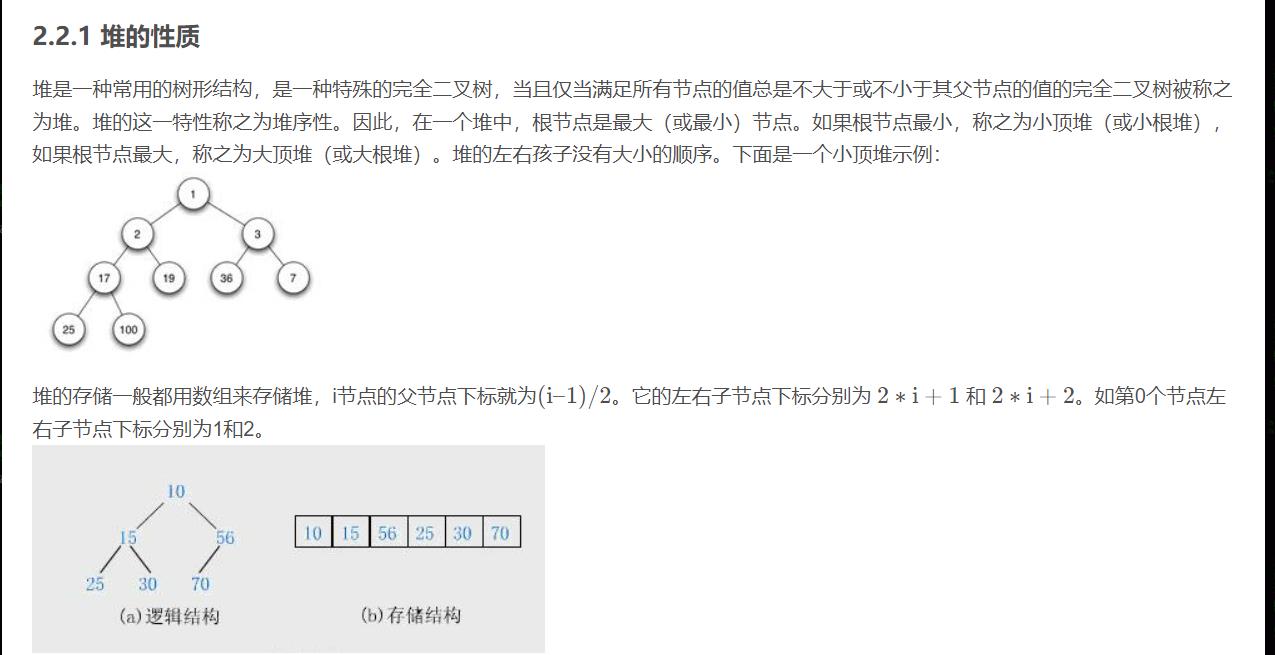 2.2.1 堆的性质
堆是一种常用的树形结构，是一种特殊的完全二叉树，当且仅当满足所有节点的值总是不大于或不小于其父节点的值的完全二叉树被称之
为堆。堆的这一特性称之为堆序性。因此，在一个堆中，根节点是最大（或最小）节点。如果根节点最小，称之为小顶堆（或小根堆），
如果根节点最大，称之为大顶堆（或大根堆）。堆的左右孩子没有大小的顺序。下面是一个小顶堆示例：
1
2 3
17 19 36 7
25 100
堆的存储一般都用数组来存储堆，i节点的父节点下标就为(i–1)/2。它的左右子节点下标分别为 2 * i + 1 和 2 * i + 2。如第0个节点左
右子节点下标分别为1和2。
10
15 56
25 30 70
10 15 56 25 30 70
(a)逻辑结构
(b)存储结构